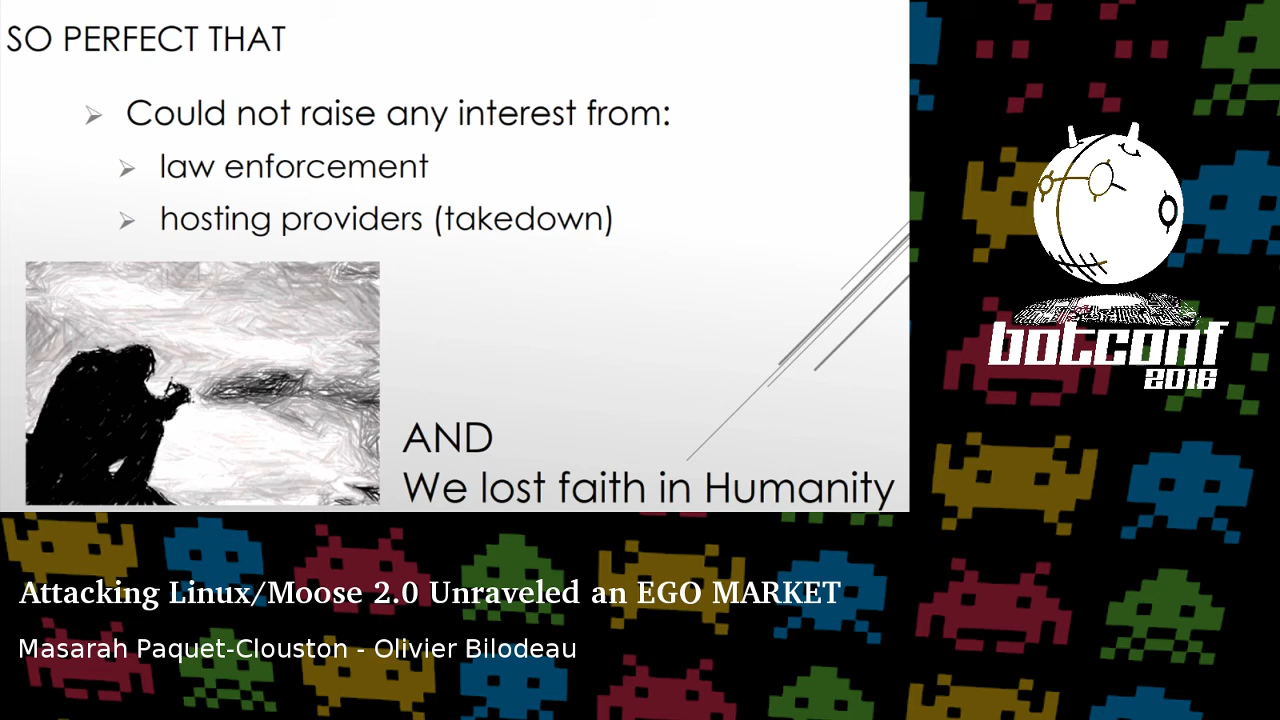 SO PERFECT THAT
Could not raise any interest from:
law enforcement
hosting providers (takedown)
AND
We lost faith in Humanity
botconf
2016
Attacking Linux/Moose 2.0 Unraveled an EGO MARKET
Masarah Paquet-Clouston - Olivier Bilodeau